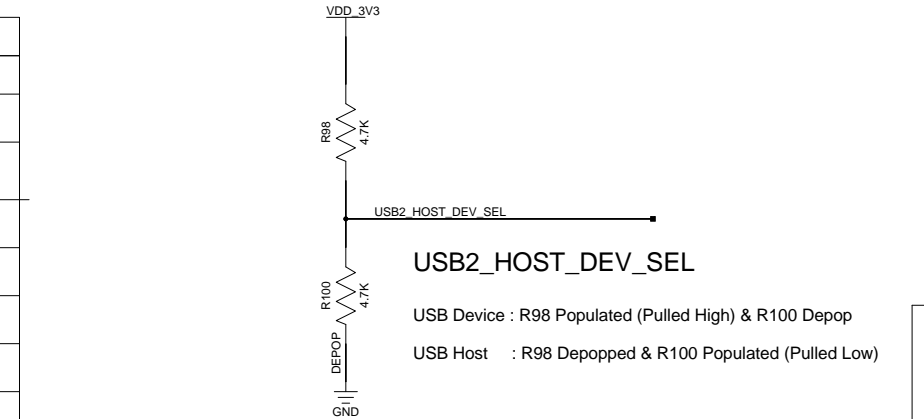 VDD_3V3
R98
4.7K
USB2_HOST_DEV_SEL
USB2_HOST_DEV_SEL
R100
4.7K
USB Device : R98 Populated (Pulled High) & R100 Depop
USB Host : R98 Depopped & R100 Populated (Pulled Low)
DEPOP
GND